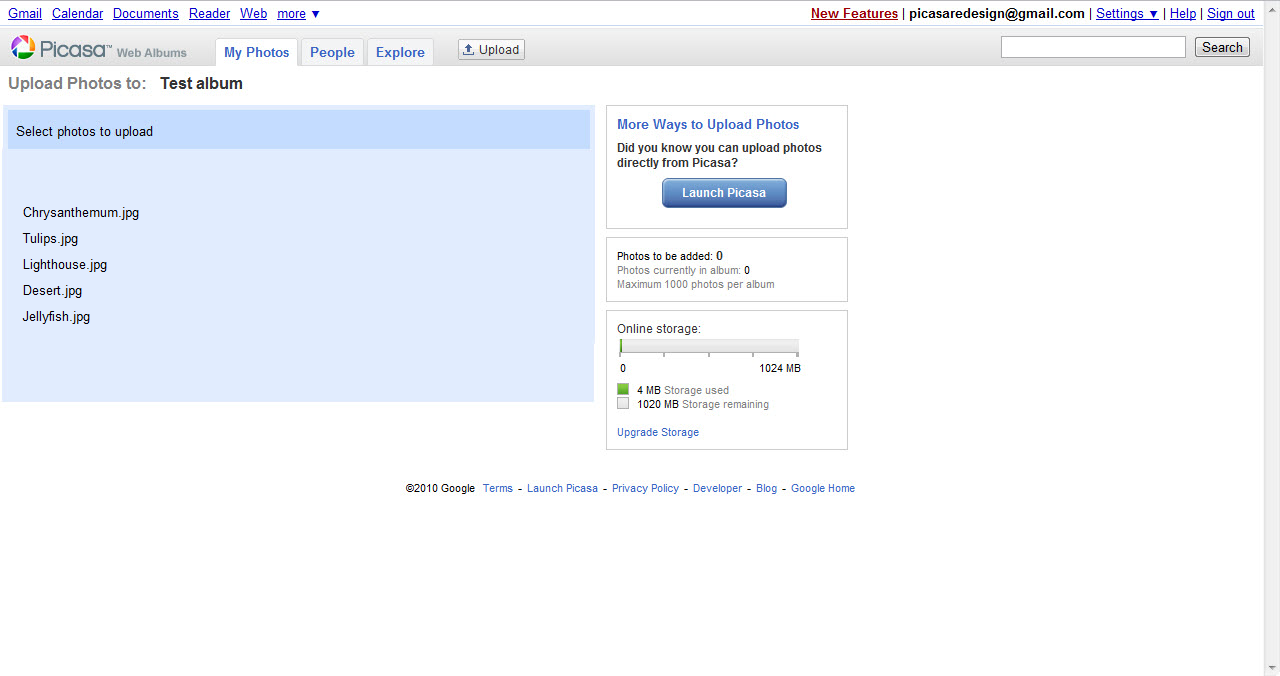 Gmail Calendar Documents Reader Web more ▼
New Features | picasaredesign@gmail.com | Settings ▼ | Help | Sign out
Picasa™ Web Albums My Photos People Explore Upload Search
Upload Photos to: Test album
Select photos to upload
Chrysanthemum.jpg
Tulips.jpg
Lighthouse.jpg
Desert.jpg
Jellyfish.jpg
More Ways to Upload Photos
Did you know you can upload photos
directly from Picasa?
Launch Picasa
Photos to be added: 0
Photos currently in album: 0
Maximum 1000 photos per album
Online storage:
0 1024 MB
4 MB Storage used
1020 MB Storage remaining
Upgrade Storage
©2010 Google Terms - Launch Picasa - Privacy Policy - Developer - Blog - Google Home